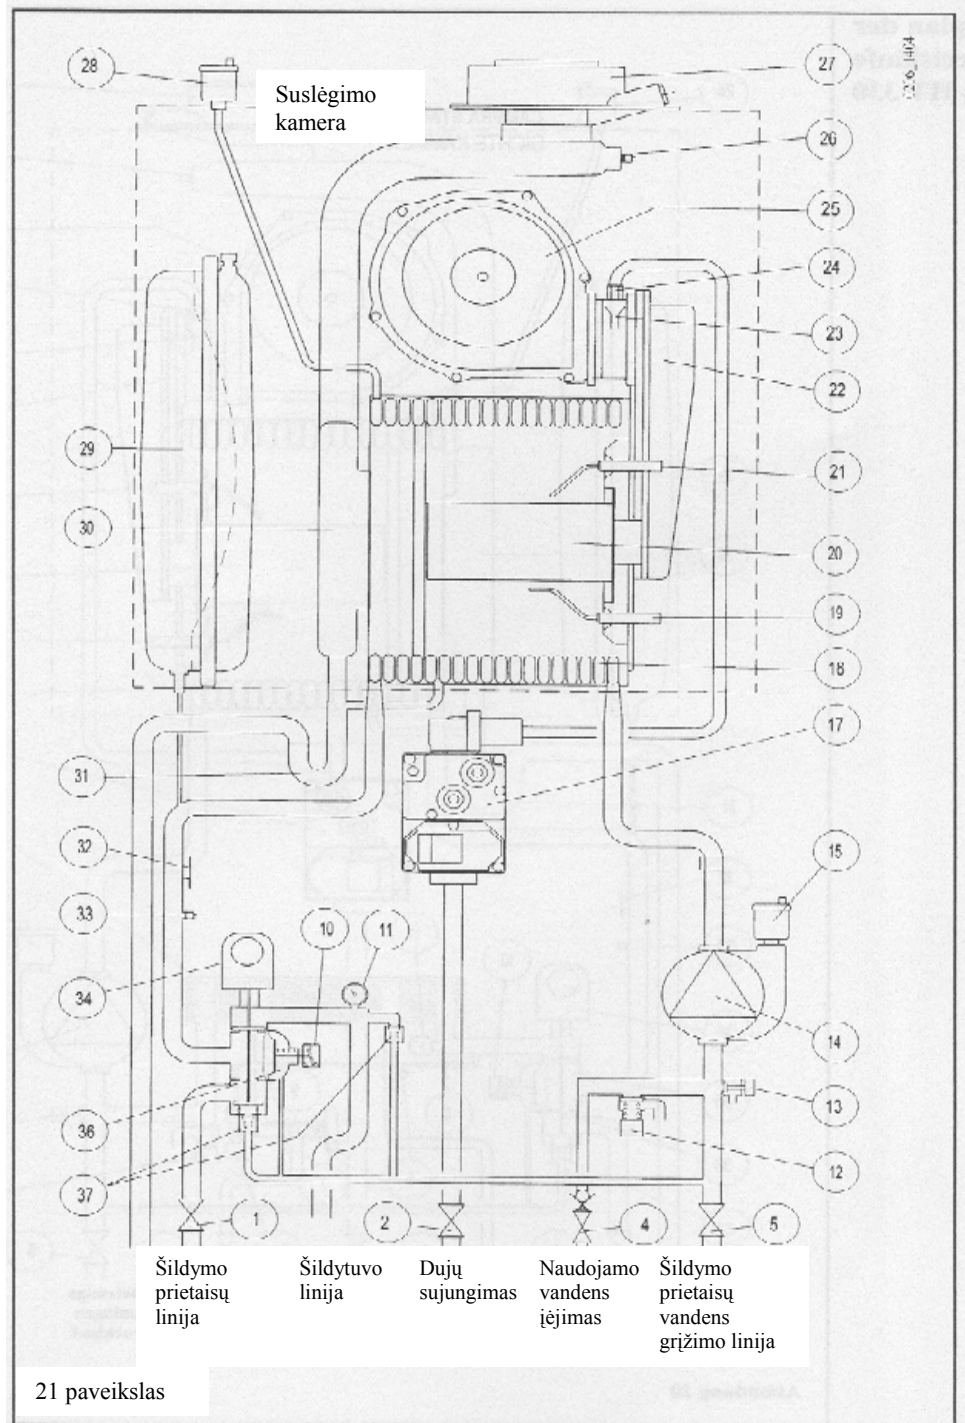 28
Suslėgimo
kamera
27
26
25
24
23
22
29
21
30
20
19
18
17
31
32
15
33
10
11
34
14
13
36
12
37
1
2
4
5
Šildymo
prietaisų
linija
Šildytuvo
linija
Dujų
sujungimas
Naudojamo
vandens
įėjimas
Šildymo
prietaisų
vandens
grįžimo linija
21 paveikslas